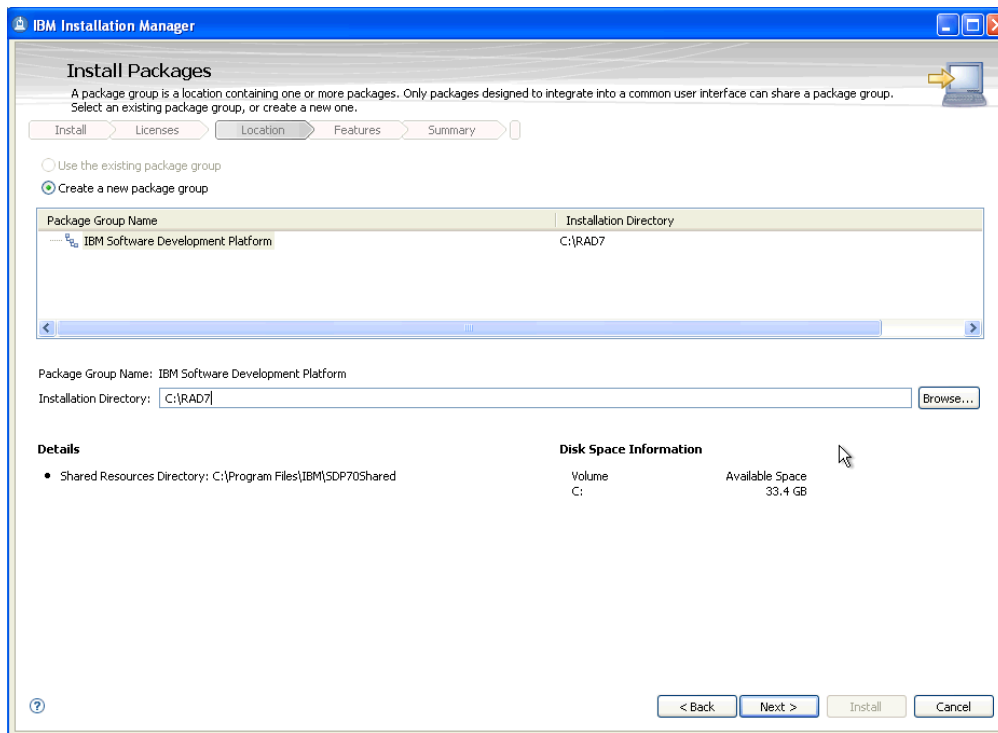 IBM Installation Manager
Install Packages
A package group is a location containing one or more packages. Only packages designed to integrate into a common user interface can share a package group.
Select an existing package group, or create a new one.
Install Licenses Location Features Summary
Use the existing package group
Create a new package group
Package Group Name Installation Directory
IBM Software Development Platform C:\RAD7
Package Group Name: IBM Software Development Platform
Installation Directory: C:\RAD7 Browse...
Details Disk Space Information
• Shared Resources Directory: C:\Program Files\IBM\SDP70Shared Volume Available Space
C: 33.4 GB
? < Back Next > Install Cancel